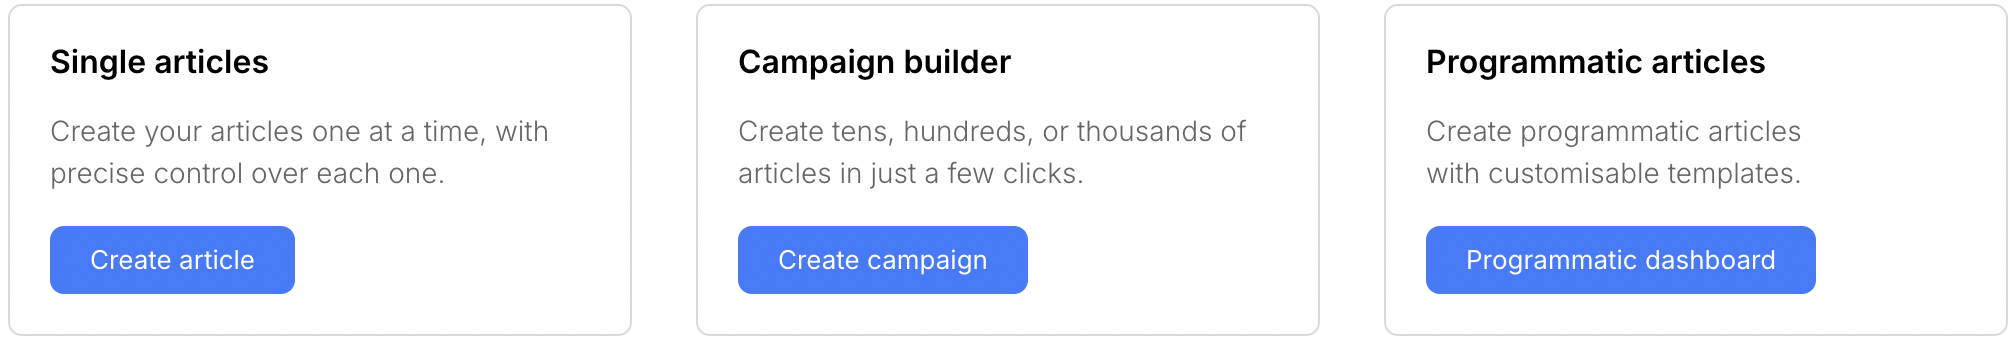 Single articles
Create your articles one at a time, with
precise control over each one.
Create article
Campaign builder
Create tens, hundreds, or thousands of
articles in just a few clicks.
Create campaign
Programmatic articles
Create programmatic articles
with customisable templates.
Programmatic dashboard